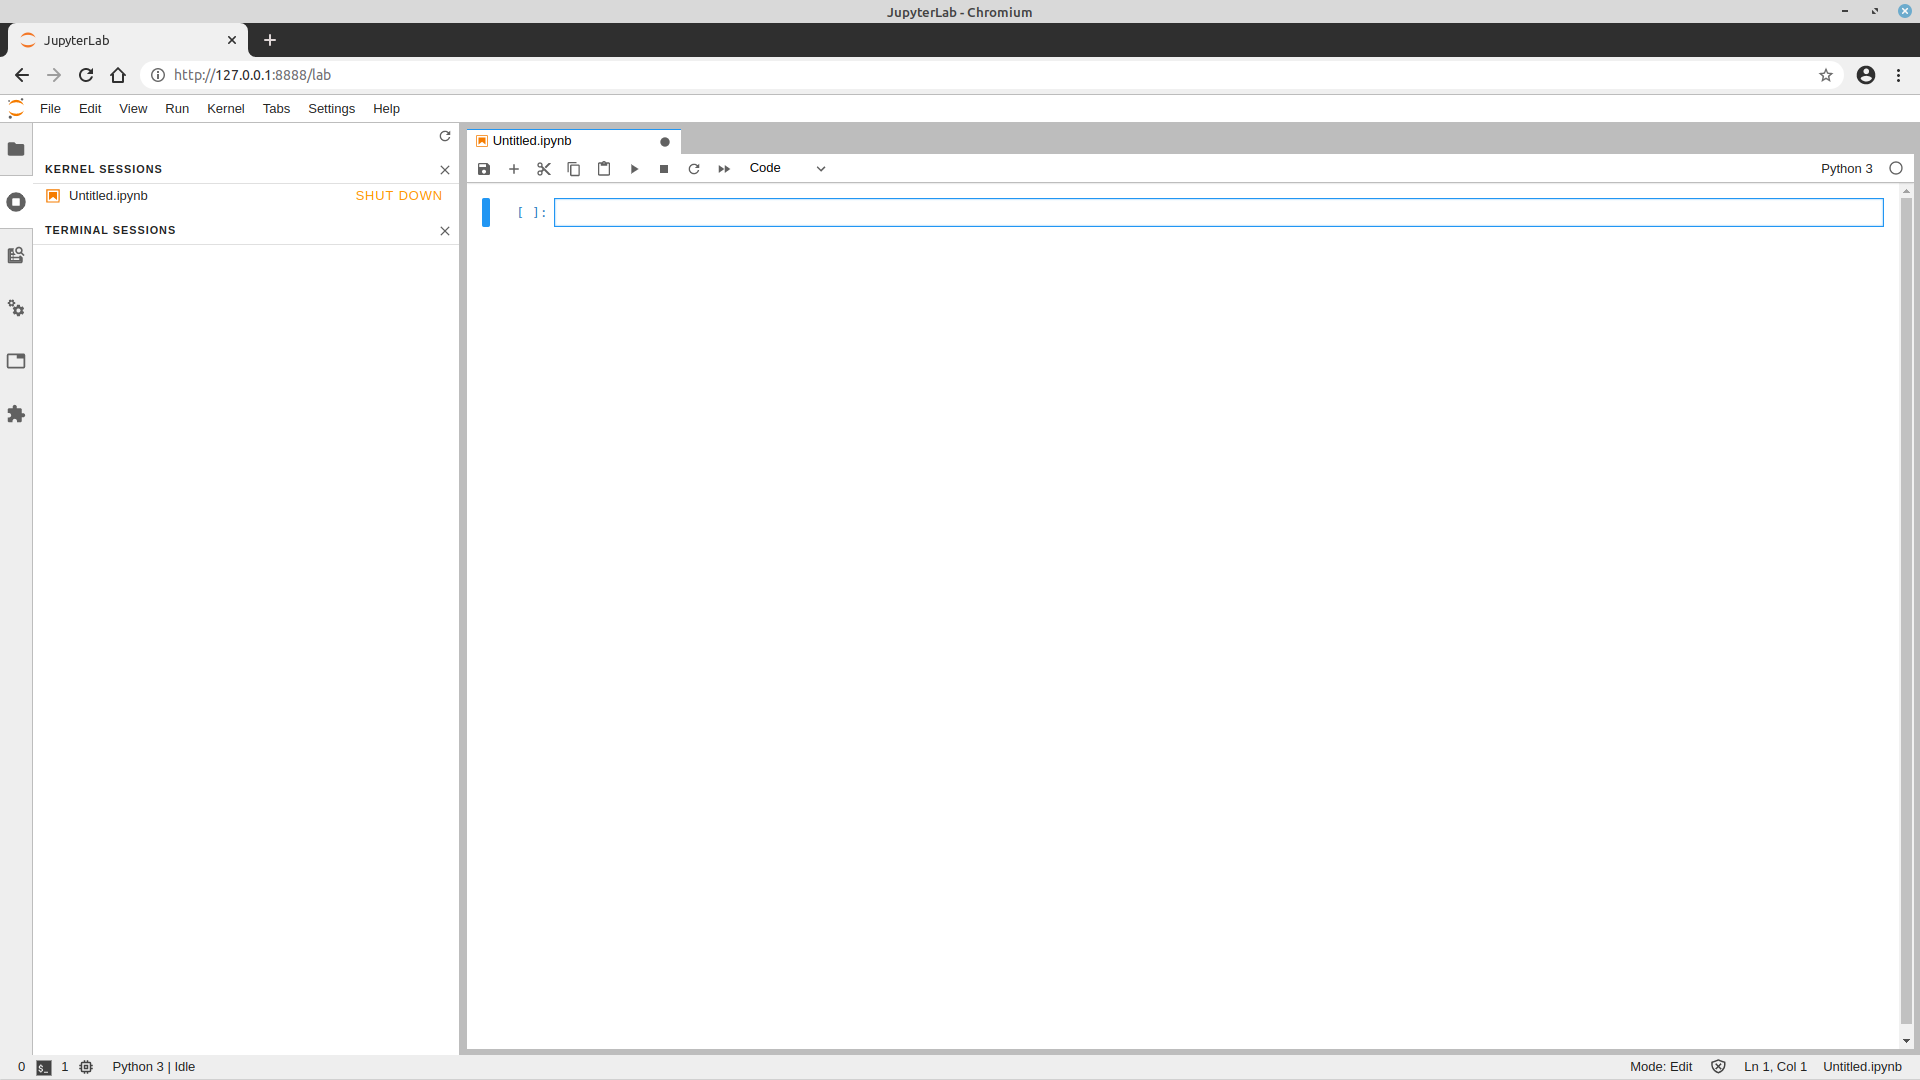 JupyterLab - Chromium
JupyterLab
http://127.0.0.1:8888/lab
File Edit View Run Kernel Tabs Settings Help
KERNEL SESSIONS
Untitled.ipynb SHUT DOWN
TERMINAL SESSIONS
Untitled.ipynb
Code
Python 3
[ ]:
0 $_ 1 Python 3 | Idle
Mode: Edit Ln 1, Col 1 Untitled.ipynb